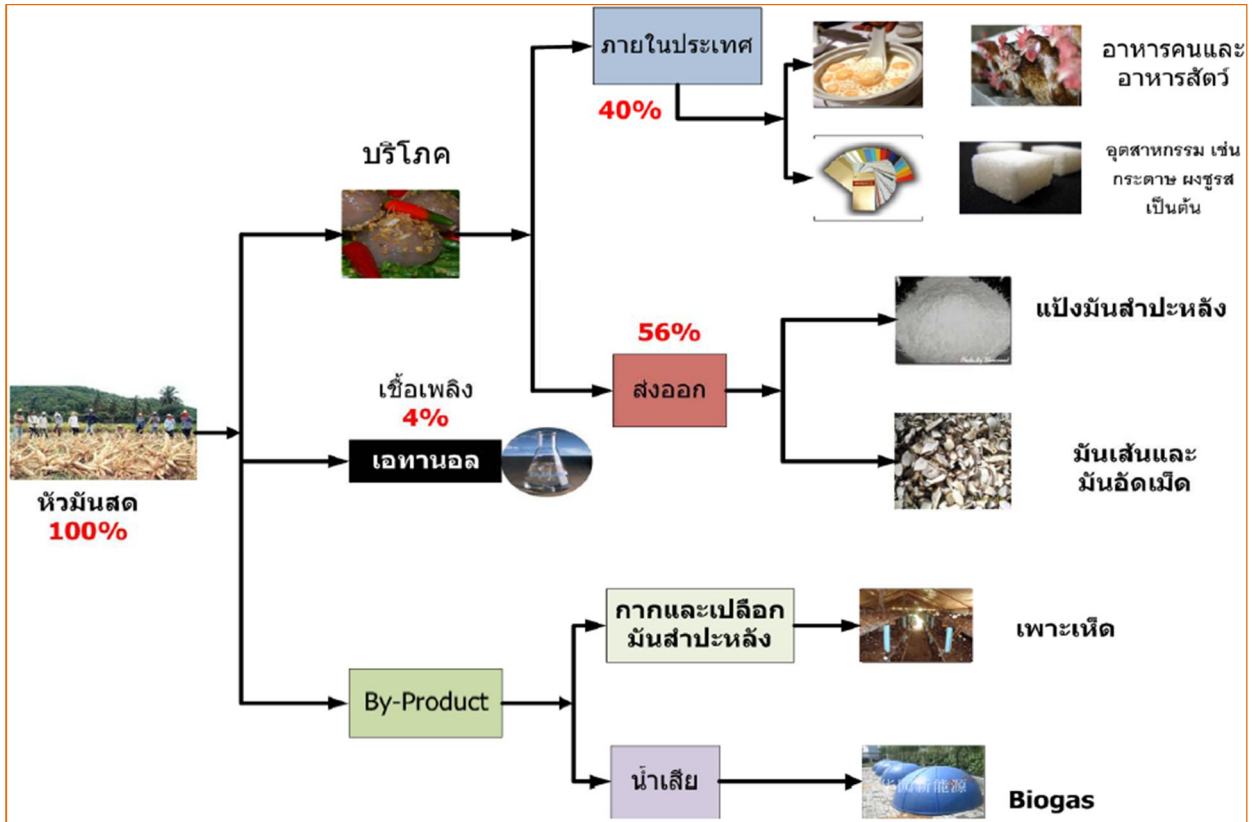 ภายในประเทศ
40%
อาหารคนและ
อาหารสัตว์
อุตสาหกรรม เช่น
กระดาษ ผงชูรส
เป็นต้น
บริโภค
56%
ส่งออก
แป้งมันสำปะหลัง
มันเส้นและ
มันอัดเม็ด
เชื้อเพลิง
4%
เอทานอล
หัวมันสด
100%
By-Product
กากและเปลือก
มันสำปะหลัง
เพาะเห็ด
น้ำเสีย
Biogas